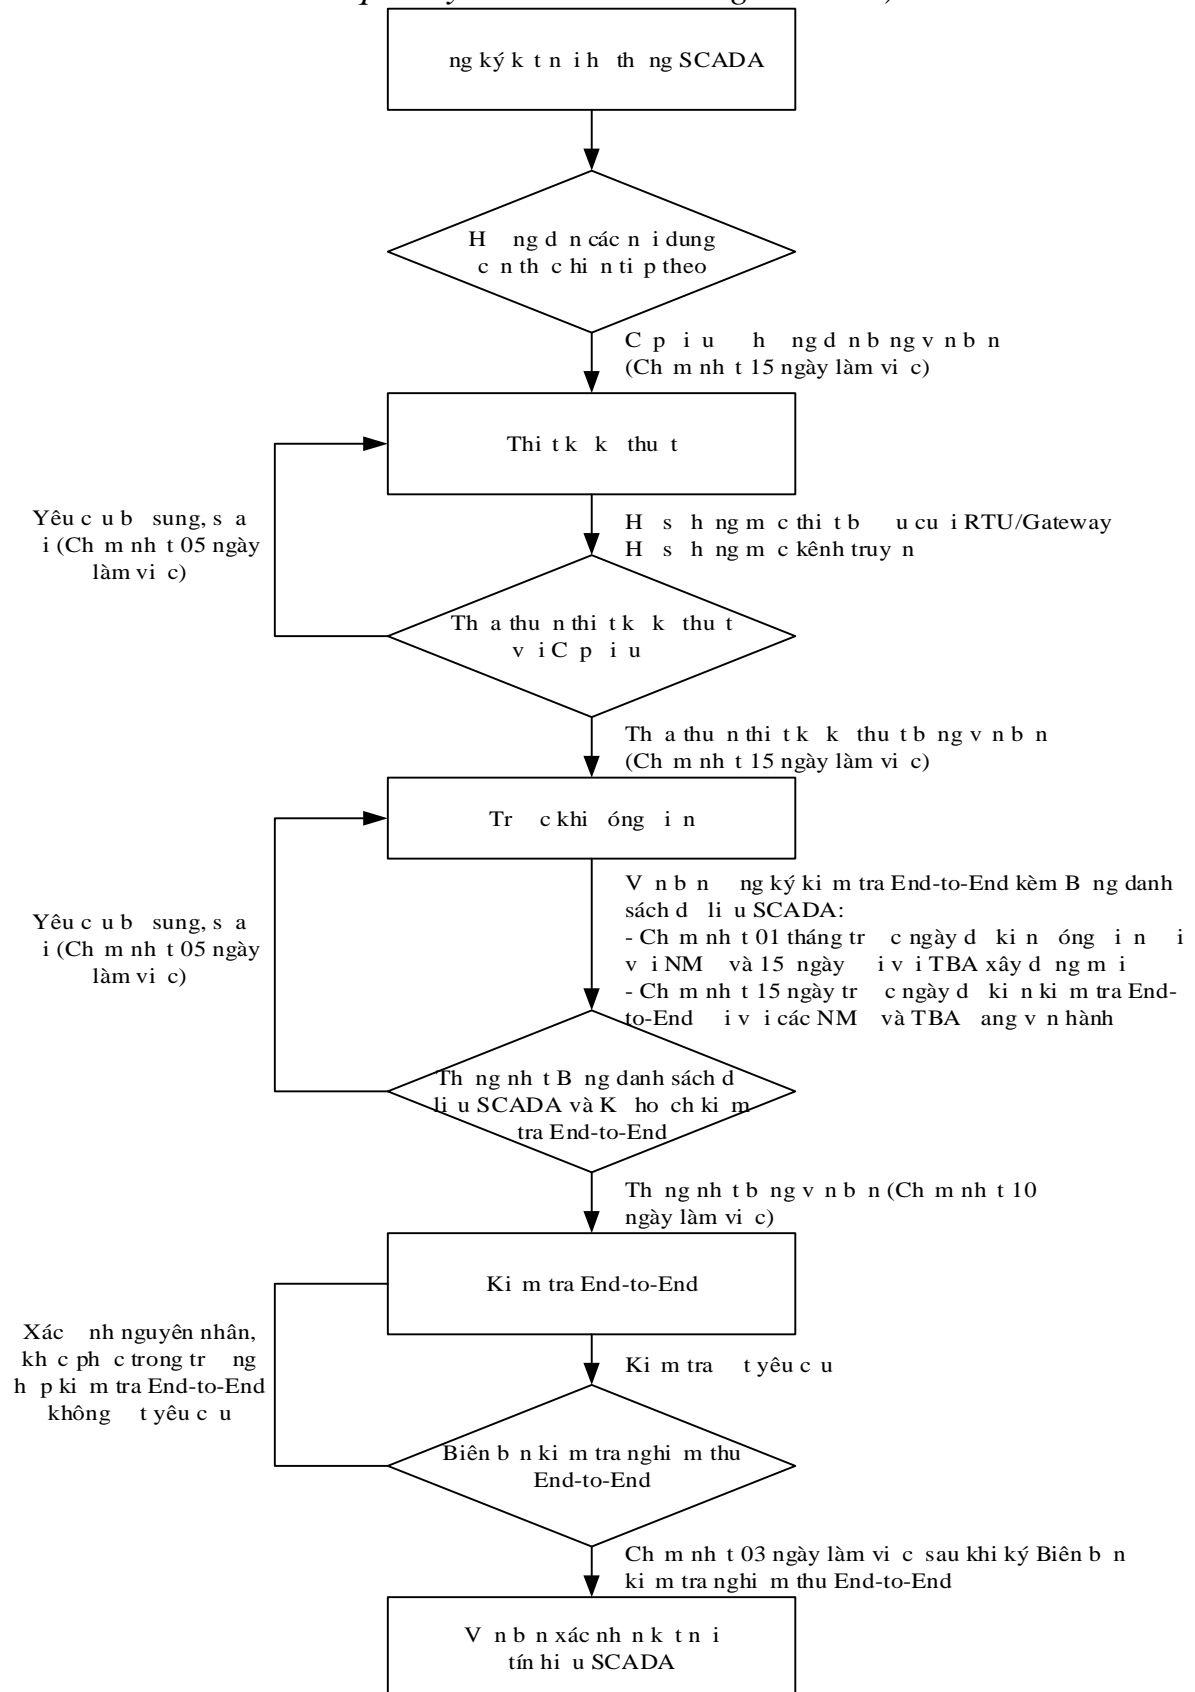 ng ký k t n i h th ng SCADA
H ng d n các n i dung
c n th c hi n ti p theo
C p i u h ng d n b ng v n b n
(Ch m nh t 15 ngày làm vi c)
Thi t k k thu t
Yêu c u b sung, s a
i (Ch m nh t 05 ngày
làm vi c)
H s h ng m c thi t b u cu i RTU/Gateway
H s h ng m c kênh truy n
Th a thu n thi t k k thu t
v i C p i u
Th a thu n thi t k k thu t b ng v n b n
(Ch m nh t 15 ngày làm vi c)
Tr c khi óng i n
V n b n ng ký ki m tra End-to-End kèm B ng danh
sách d li u SCADA:
- Ch m nh t 01 tháng tr c ngày d ki n óng i n i
v i NM và 15 ngày i v i TBA xây d ng m i
- Ch m nh t 15 ngày tr c ngày d ki n ki m tra End-
to-End i v i các NM và TBA ang v n hành
Yêu c u b sung, s a
i (Ch m nh t 05 ngày
làm vi c)
Th ng nh t B ng danh sách d
li u SCADA và K ho ch ki m
tra End-to-End
Th ng nh t b ng v n b n (Ch m nh t 10
ngày làm vi c)
Ki m tra End-to-End
Xác nh nguyên nhân,
kh c ph c trong tr ng
h p ki m tra End-to-End
không t yêu c u
Ki m tra t yêu c u
Biên b n ki m tra nghi m thu
End-to-End
Ch m nh t 03 ngày làm vi c sau khi ký Biên b n
ki m tra nghi m thu End-to-End
V n b n xác nh n k t n i
tín hi u SCADA